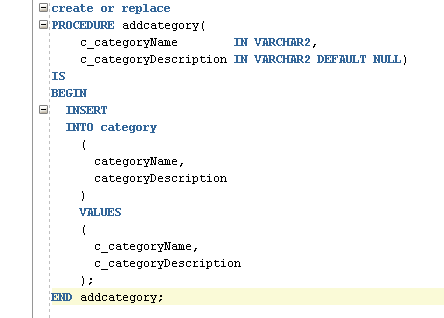 create or replace
PROCEDURE addcategory(
    c_categoryName        IN VARCHAR2,
    c_categoryDescription IN VARCHAR2 DEFAULT NULL)
IS
BEGIN
  INSERT
  INTO category
    (
      categoryName,
      categoryDescription
    )
    VALUES
    (
      c_categoryName,
      c_categoryDescription
    );
END addcategory;